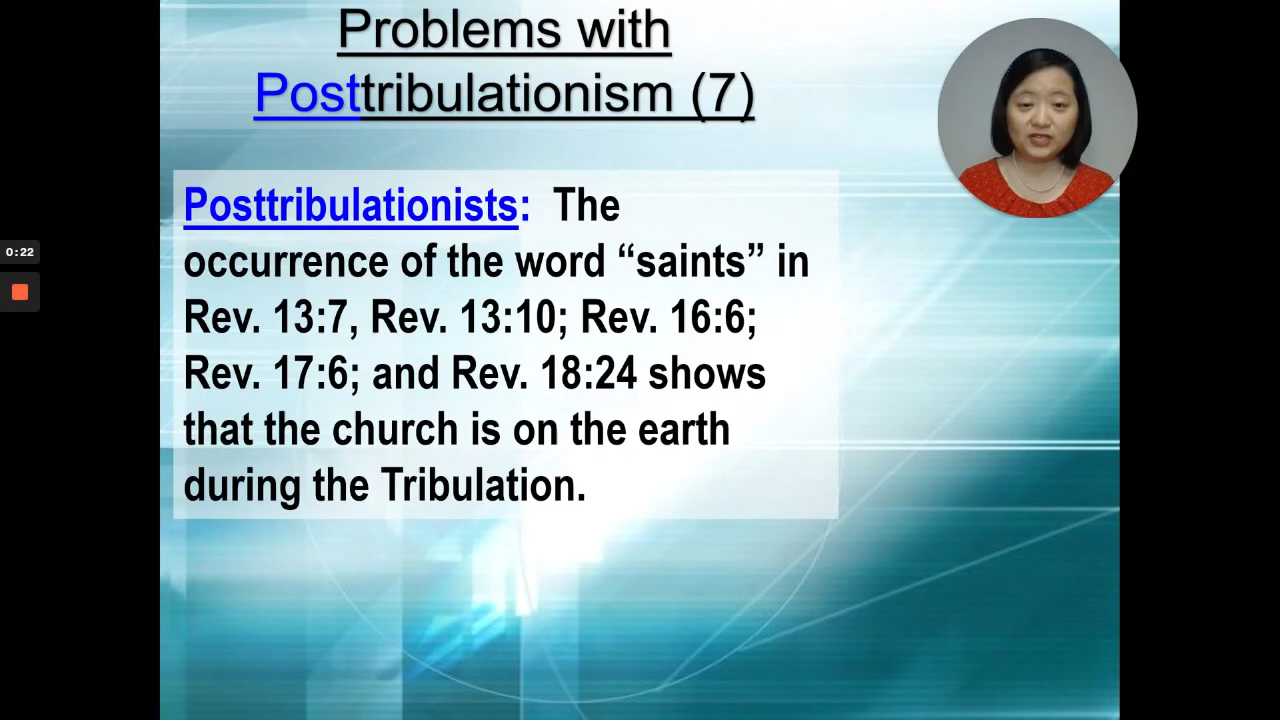 Problems with
Posttribulationism (7)
0:22
Posttribulationists:  The
occurrence of the word “saints” in
Rev. 13:7, Rev. 13:10; Rev. 16:6;
Rev. 17:6; and Rev. 18:24 shows
that the church is on the earth
during the Tribulation.